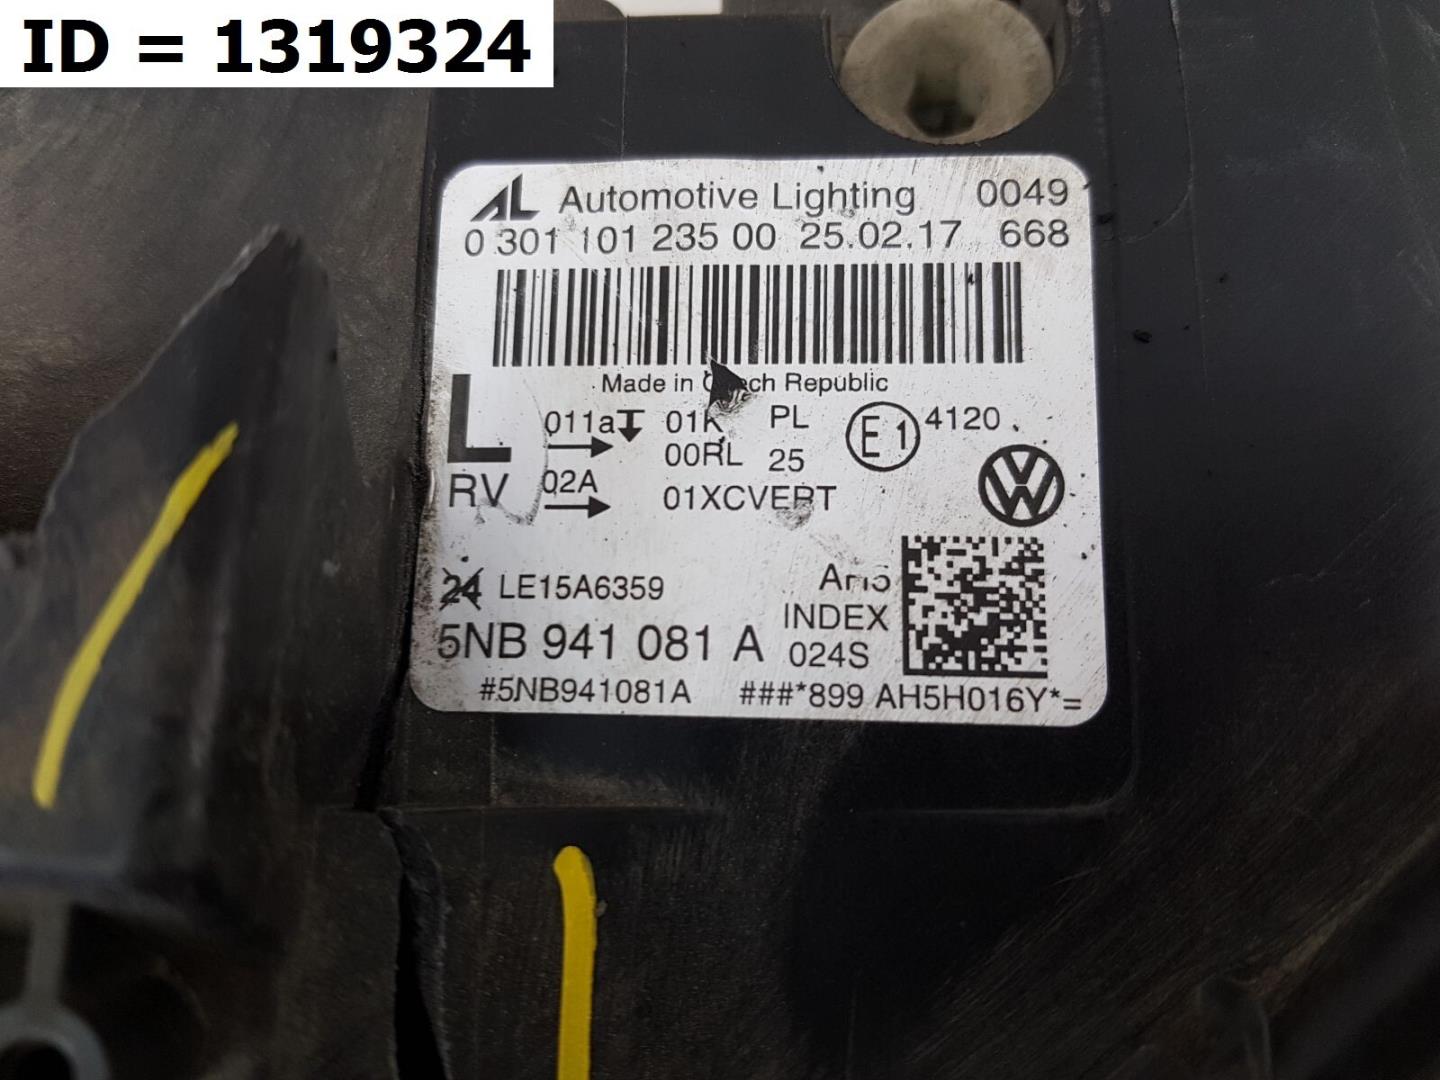 ID = 1319324
AL Automotive Lighting 0049
0 301 101 235 00 25.02.17 668
Made in Czech Republic
L 011a 01K PL E1 4120
00RL 25
RV 02A 01XCVERT
24 LE15A6359
INDEX
5NB 941 081 A 024S
#5NB941081A ###*899 AH5H016Y*=